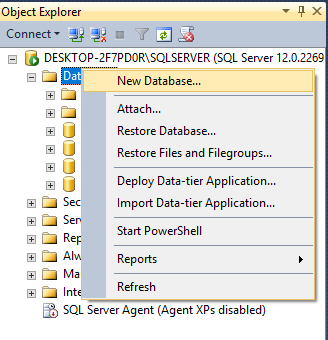 Object Explorer
Connect
DESKTOP-2F7PD0R\SQLSERVER (SQL Server 12.0.2269
Dat
New Database...
Attach...
Restore Database...
Restore Files and Filegroups...
Deploy Data-tier Application...
Import Data-tier Application...
Start PowerShell
Reports
Refresh
Sec
Serv
Rep
Alw
Ma
Inte
SQL Server Agent (Agent XPs disabled)